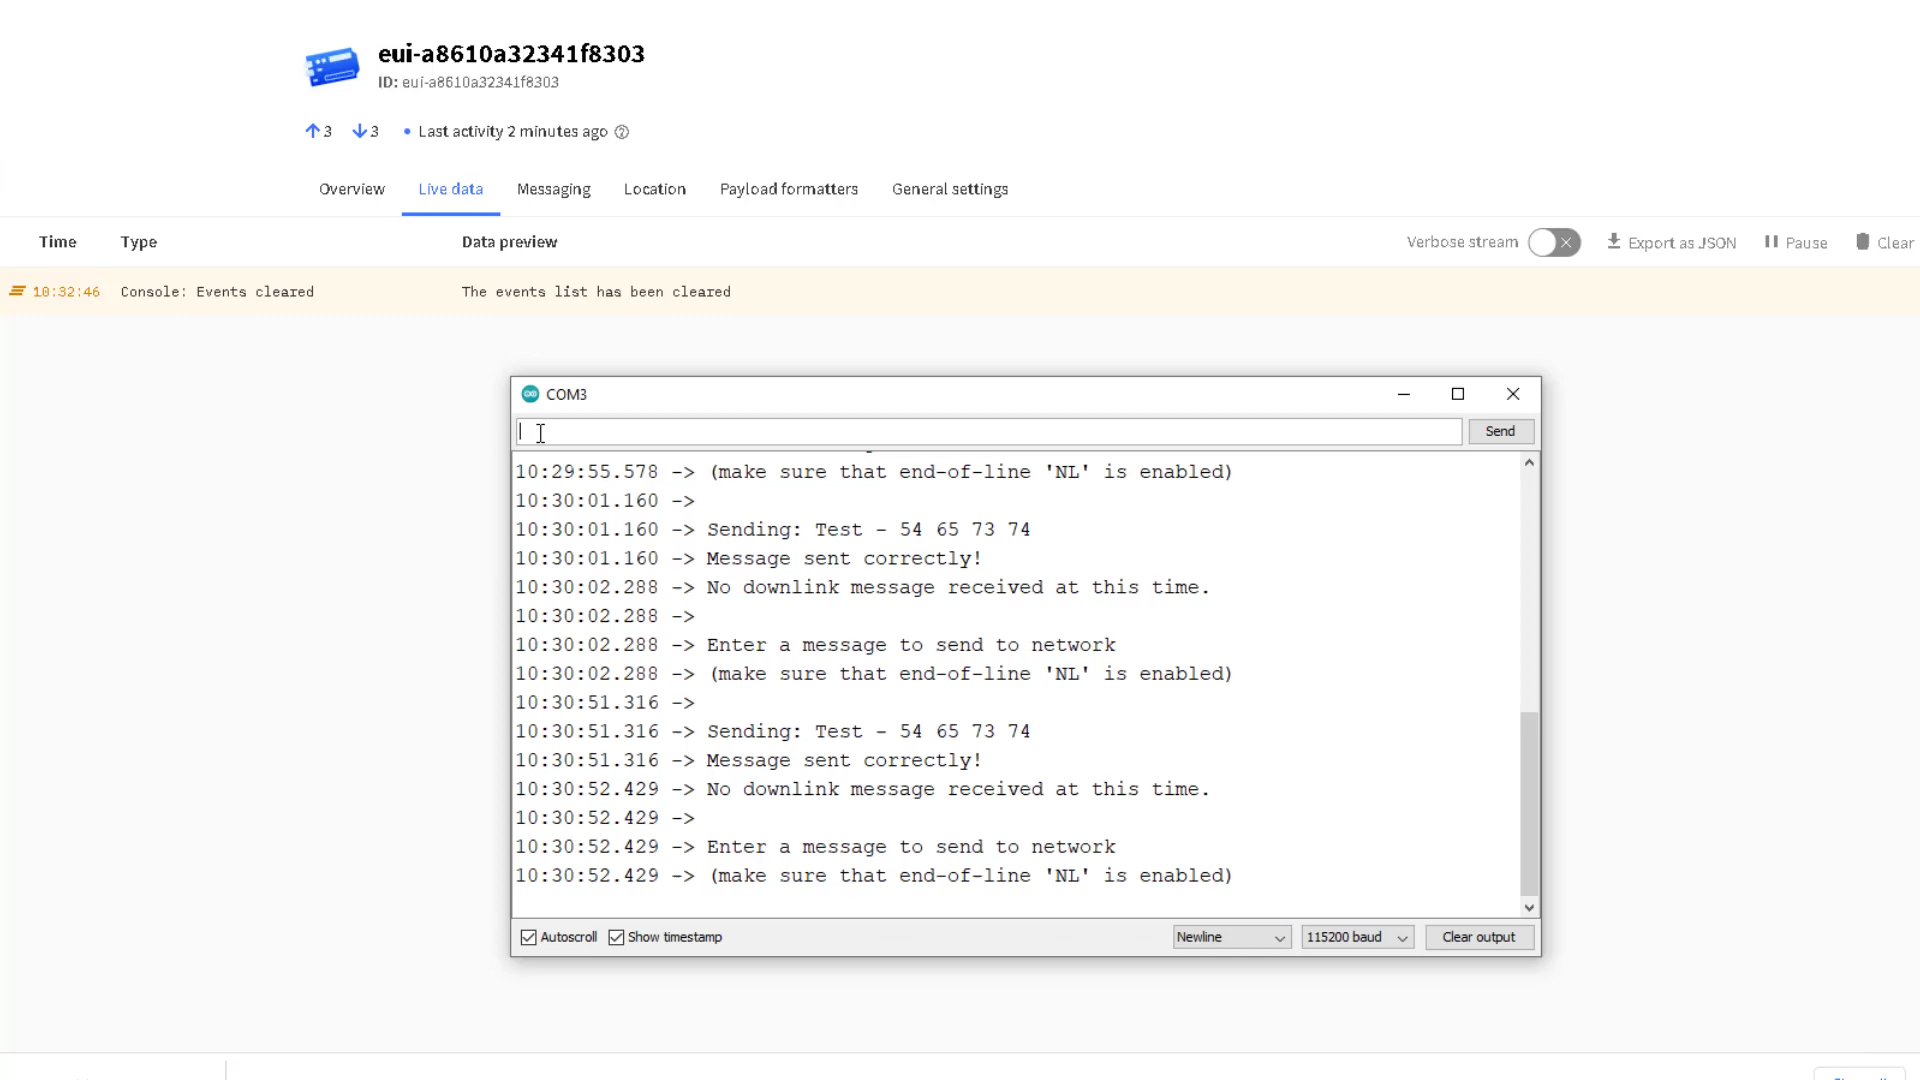 eui-a8610a32341f8303
ID: eui-a8610a32341f8303
3 3 • Last activity 2 minutes ago
Overview Live data Messaging Location Payload formatters General settings
Time Type Data preview Verbose stream Export as JSON Pause Clear
10:32:46 Console: Events cleared The events list has been cleared
COM3
Send
10:29:55.578 -> (make sure that end-of-line 'NL' is enabled)
10:30:01.160 ->
10:30:01.160 -> Sending: Test - 54 65 73 74
10:30:01.160 -> Message sent correctly!
10:30:02.288 -> No downlink message received at this time.
10:30:02.288 ->
10:30:02.288 -> Enter a message to send to network
10:30:02.288 -> (make sure that end-of-line 'NL' is enabled)
10:30:51.316 ->
10:30:51.316 -> Sending: Test - 54 65 73 74
10:30:51.316 -> Message sent correctly!
10:30:52.429 -> No downlink message received at this time.
10:30:52.429 ->
10:30:52.429 -> Enter a message to send to network
10:30:52.429 -> (make sure that end-of-line 'NL' is enabled)
Autoscroll Show timestamp Newline 115200 baud Clear output